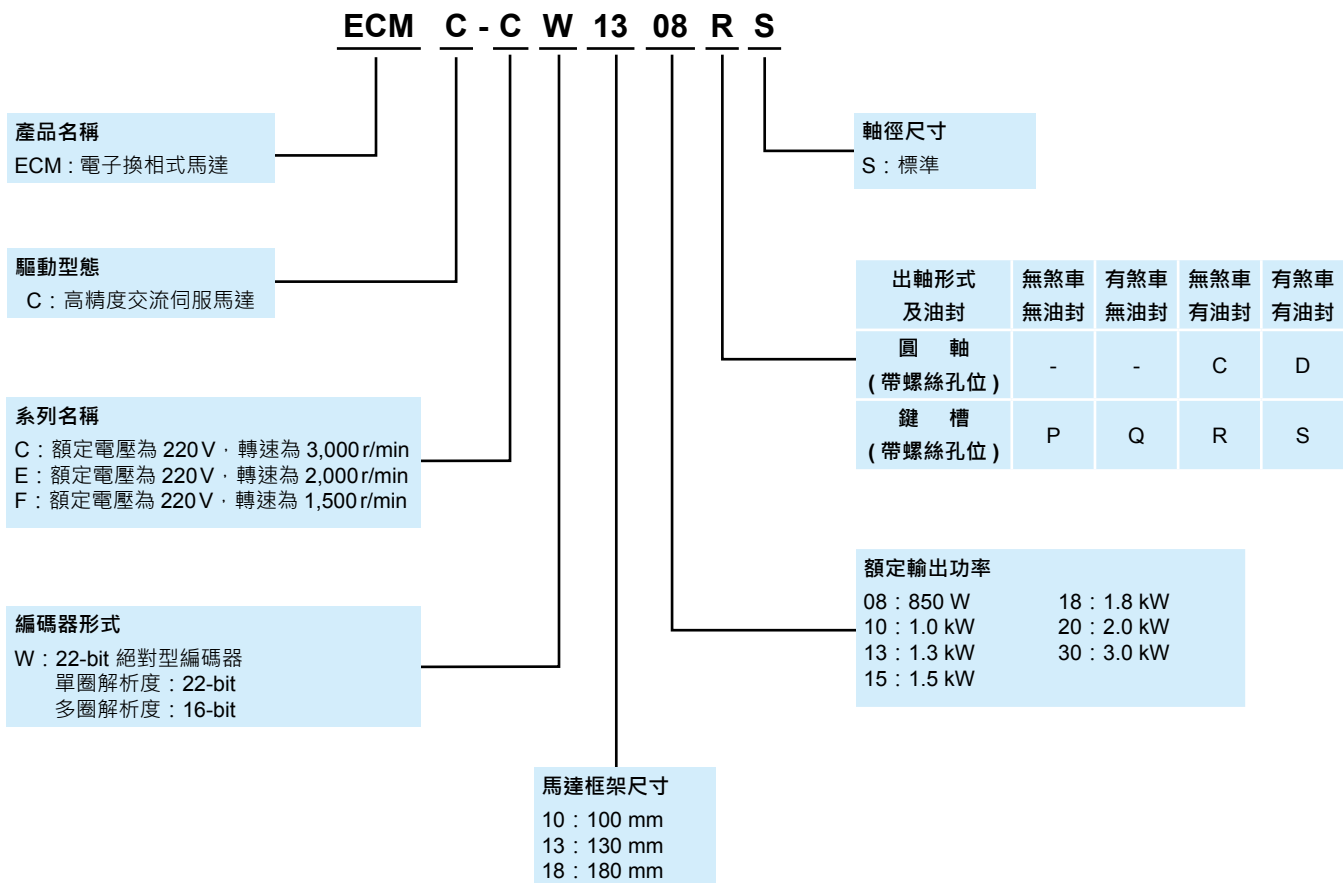 ECM C - C W 13 08 R S
產品名稱
ECM：電子換相式馬達
驅動型態
C：高精度交流伺服馬達
系列名稱
C：額定電壓為 220V，轉速為 3,000r/min
E：額定電壓為 220V，轉速為 2,000r/min
F：額定電壓為 220V，轉速為 1,500r/min
編碼器形式
W：22-bit 絕對型編碼器
單圈解析度：22-bit
多圈解析度：16-bit
馬達框架尺寸
10：100 mm
13：130 mm
18：180 mm
額定輸出功率
08：850 W 18：1.8 kW
10：1.0 kW 20：2.0 kW
13：1.3 kW 30：3.0 kW
15：1.5 kW
出軸形式 無煞車 有煞車 無煞車 有煞車
及油封 無油封 無油封 有油封 有油封
圓 軸
(帶螺絲孔位) - - C D
鍵 槽
(帶螺絲孔位) P Q R S
軸徑尺寸
S：標準